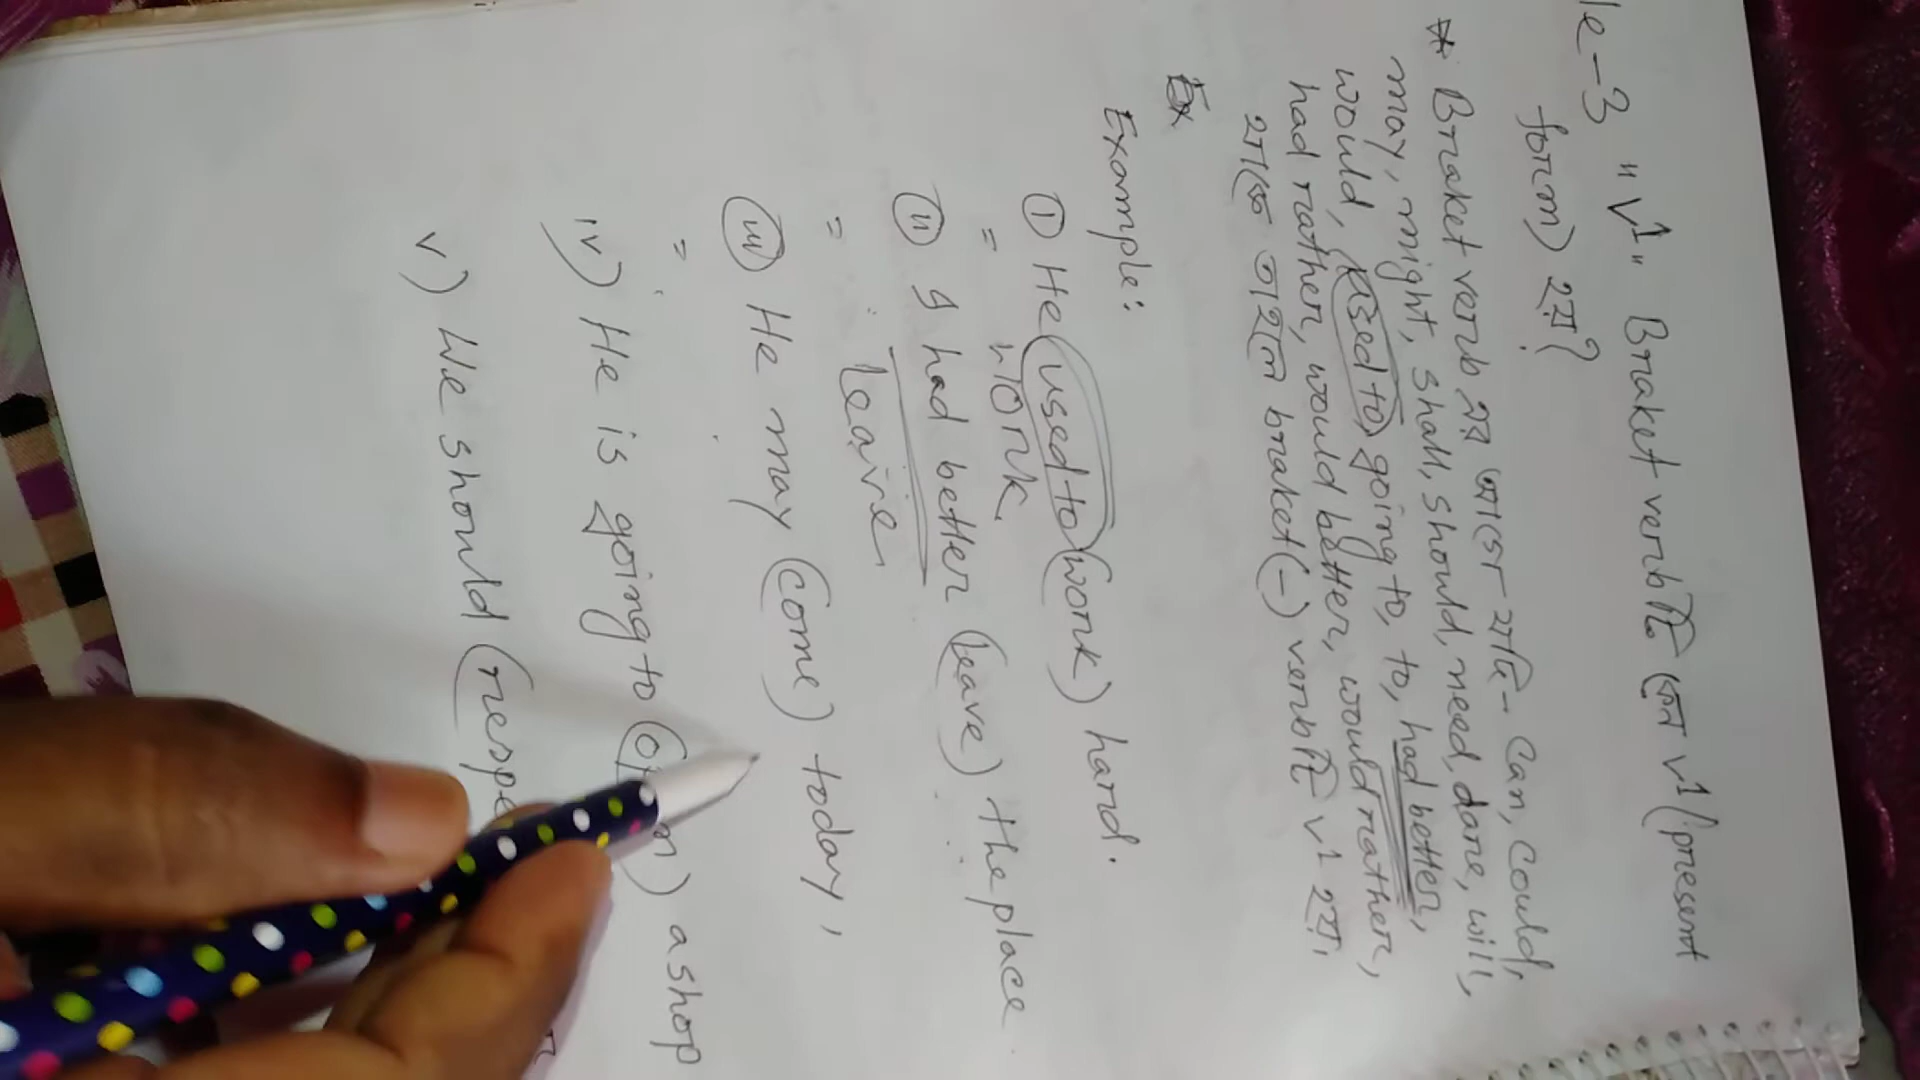 le-3 "v1" Braket verbটি কেন v1(present
form) হয়?
* Braket verb এর আগে যদি- Can, Could,
may, might, shall, should, need, dare, will,
would, used to, going to, to, had better,
had rather, would better, would rather,
থাকে তাহলে braket(-) verbটি v1 হয়।
Ex
Example:
i He used to (work) hard.
= work
ii I had better (leave) the place
= leave
iii He may (come) today,
=
iv) He is going to a shop
v) We should